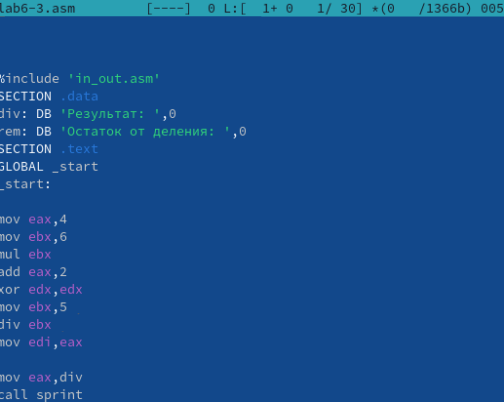 lab6-3.asm [----] 0 L:[ 1+ 0 1/ 30] *(0 /1366b) 005
%include 'in_out.asm'
SECTION .data
div: DB 'Результат: ',0
rem: DB 'Остаток от деления: ',0
SECTION .text
GLOBAL _start
_start:
mov eax,4
mov ebx,6
mul ebx
add eax,2
xor edx,edx
mov ebx,5
div ebx
mov edi,eax
mov eax,div
call sprint